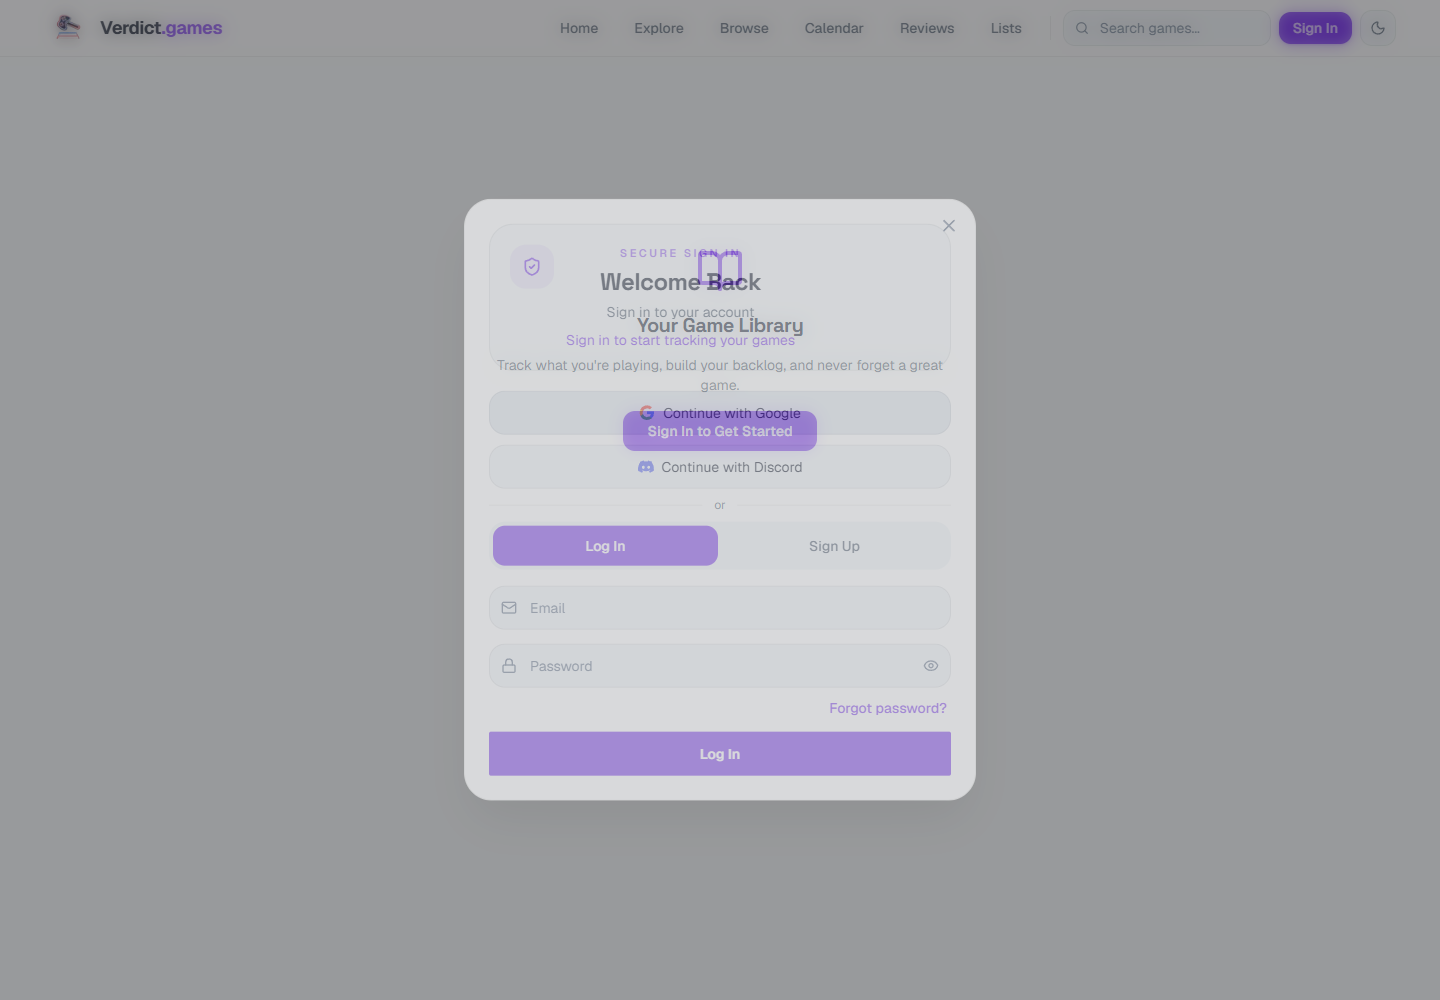 Verdict.games
Home
Explore
Browse
Calendar
Reviews
Lists
Search games...
Sign In
SECURE SIGN IN
Welcome Back
Sign in to your account
Your Game Library
Sign in to start tracking your games
Track what you're playing, build your backlog, and never forget a great
game.
Continue with Google
Sign In to Get Started
Continue with Discord
or
Log In
Sign Up
Email
Password
Forgot password?
Log In